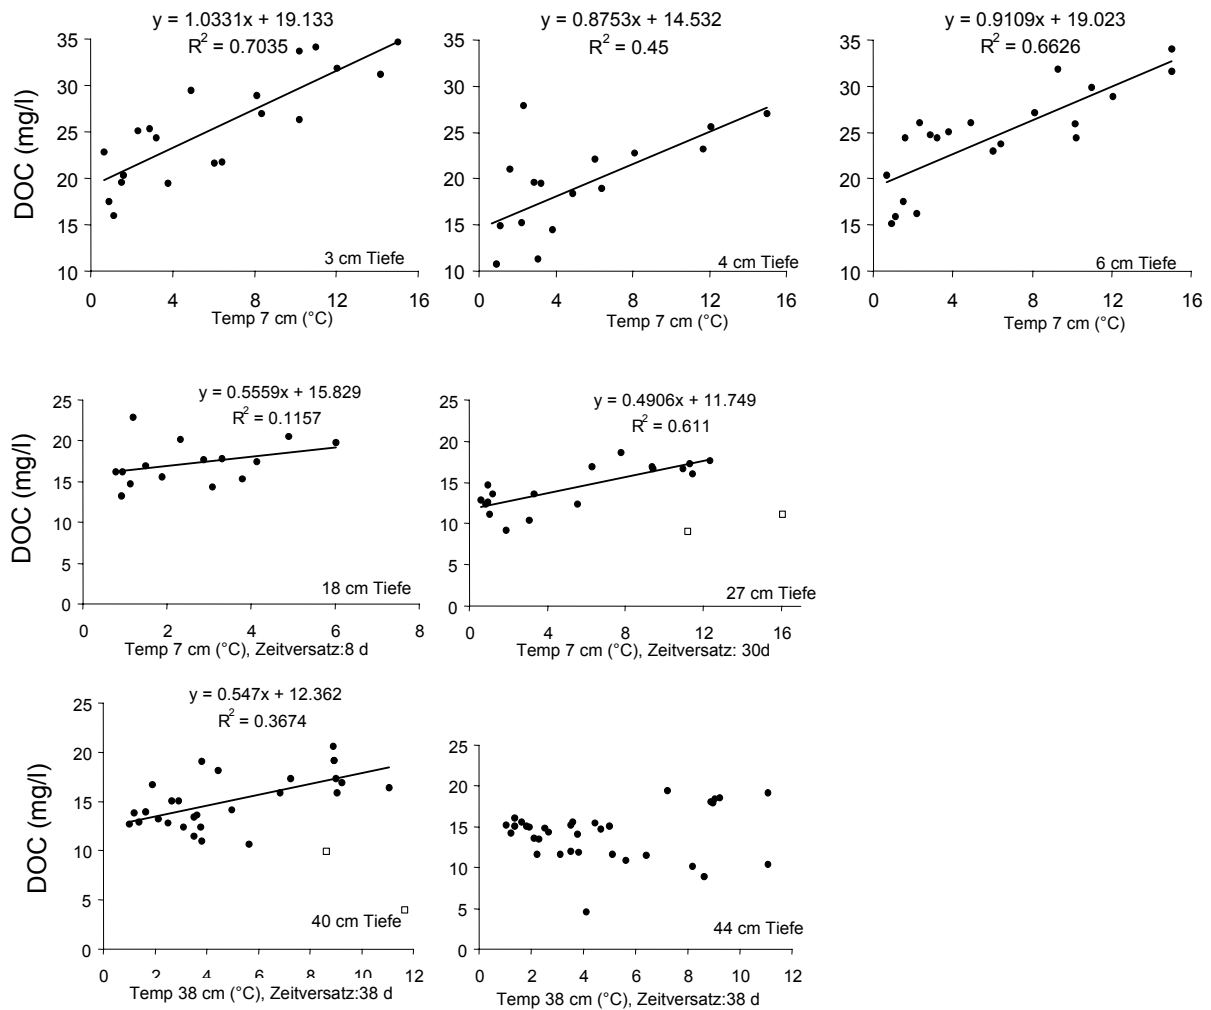 y = 1.0331x + 19.133
R2 = 0.7035
35
30
25
20
15
10
DOC (mg/l)
3 cm Tiefe
0 4 8 12 16
Temp 7 cm (°C)
y = 0.8753x + 14.532
R2 = 0.45
35
30
25
20
15
10
4 cm Tiefe
0 4 8 12 16
Temp 7 cm (°C)
y = 0.9109x + 19.023
R2 = 0.6626
35
30
25
20
15
10
6 cm Tiefe
0 4 8 12 16
Temp 7 cm (°C)
y = 0.5559x + 15.829
R2 = 0.1157
25
20
15
10
5
0
DOC (mg/l)
18 cm Tiefe
0 2 4 6 8
Temp 7 cm (°C), Zeitversatz:8 d
y = 0.4906x + 11.749
R2 = 0.611
25
20
15
10
5
0
27 cm Tiefe
0 4 8 12 16
Temp 7 cm (°C), Zeitversatz: 30d
y = 0.547x + 12.362
R2 = 0.3674
25
20
15
10
5
0
DOC (mg/l)
40 cm Tiefe
0 2 4 6 8 10 12
Temp 38 cm (°C), Zeitversatz:38 d
25
20
15
10
5
0
44 cm Tiefe
0 2 4 6 8 10 12
Temp 38 cm (°C), Zeitversatz:38 d